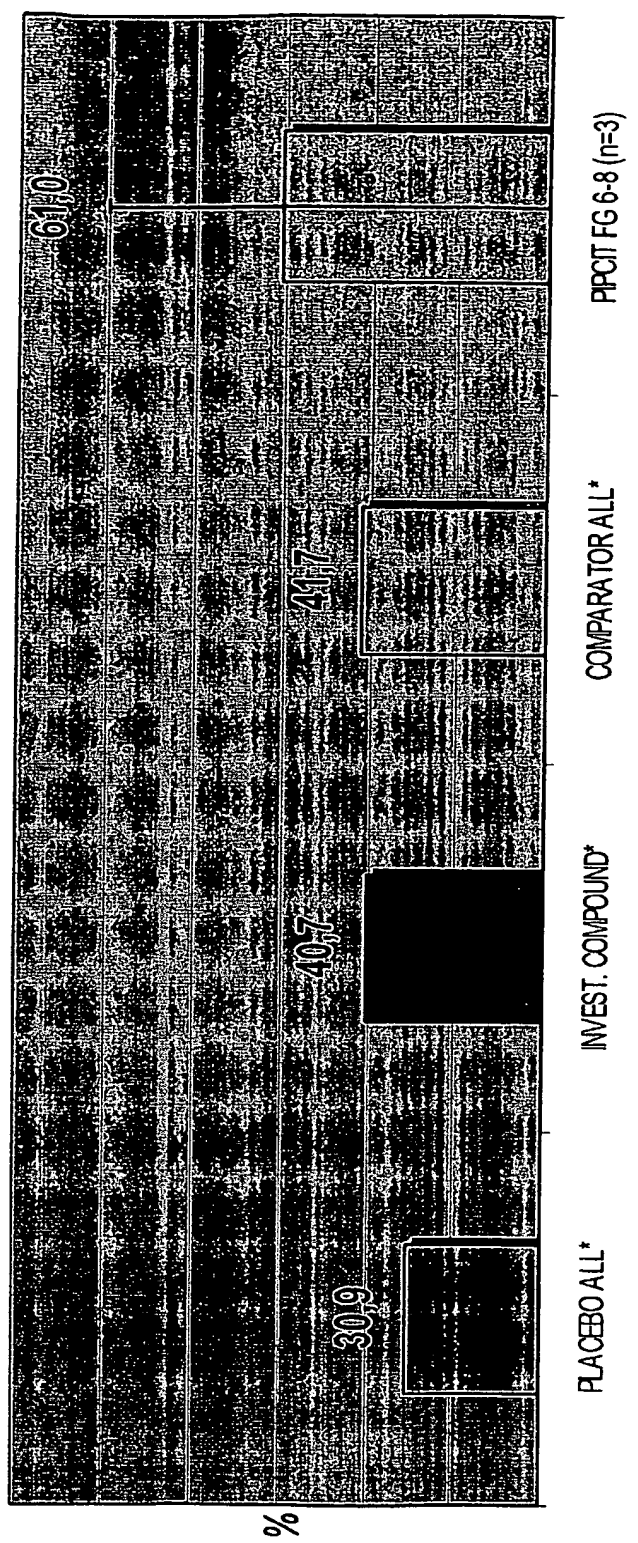 %
30,9
40,7
41,7
61,0
PLACEBO ALL*
INVEST. COMPOUND*
COMPARATOR ALL*
PIPCIT FG 6-8 (n=3)